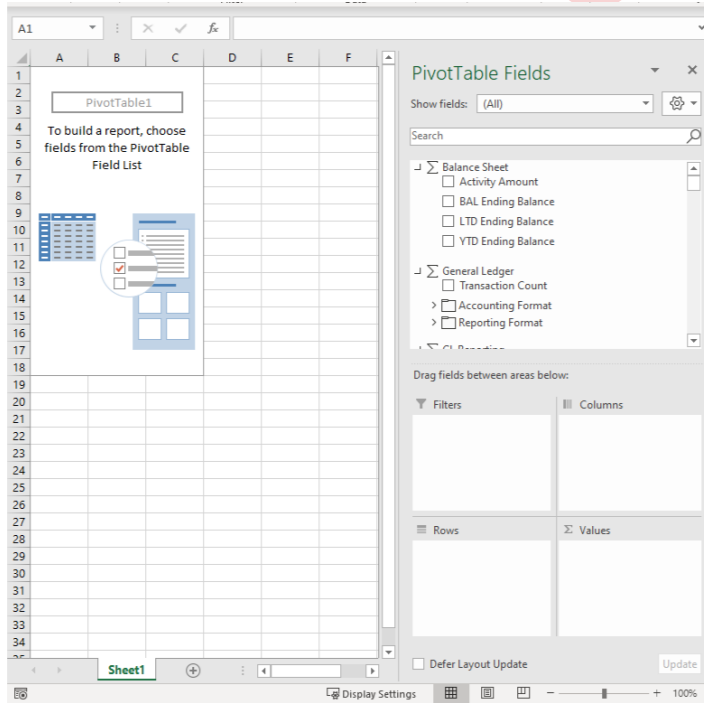 A1
fx
A B C D E F
1
2
3
4
5
6
7
8
9
10
11
12
13
14
15
16
17
18
19
20
21
22
23
24
25
26
27
28
29
30
31
32
33
34
PivotTable1
To build a report, choose
fields from the PivotTable
Field List
PivotTable Fields
Show fields: (All)
Search
Σ Balance Sheet
Activity Amount
BAL Ending Balance
LTD Ending Balance
YTD Ending Balance
Σ General Ledger
Transaction Count
Accounting Format
Reporting Format
Drag fields between areas below:
Filters
Columns
Rows
Σ Values
Defer Layout Update
Update
Sheet1
Display Settings
100%